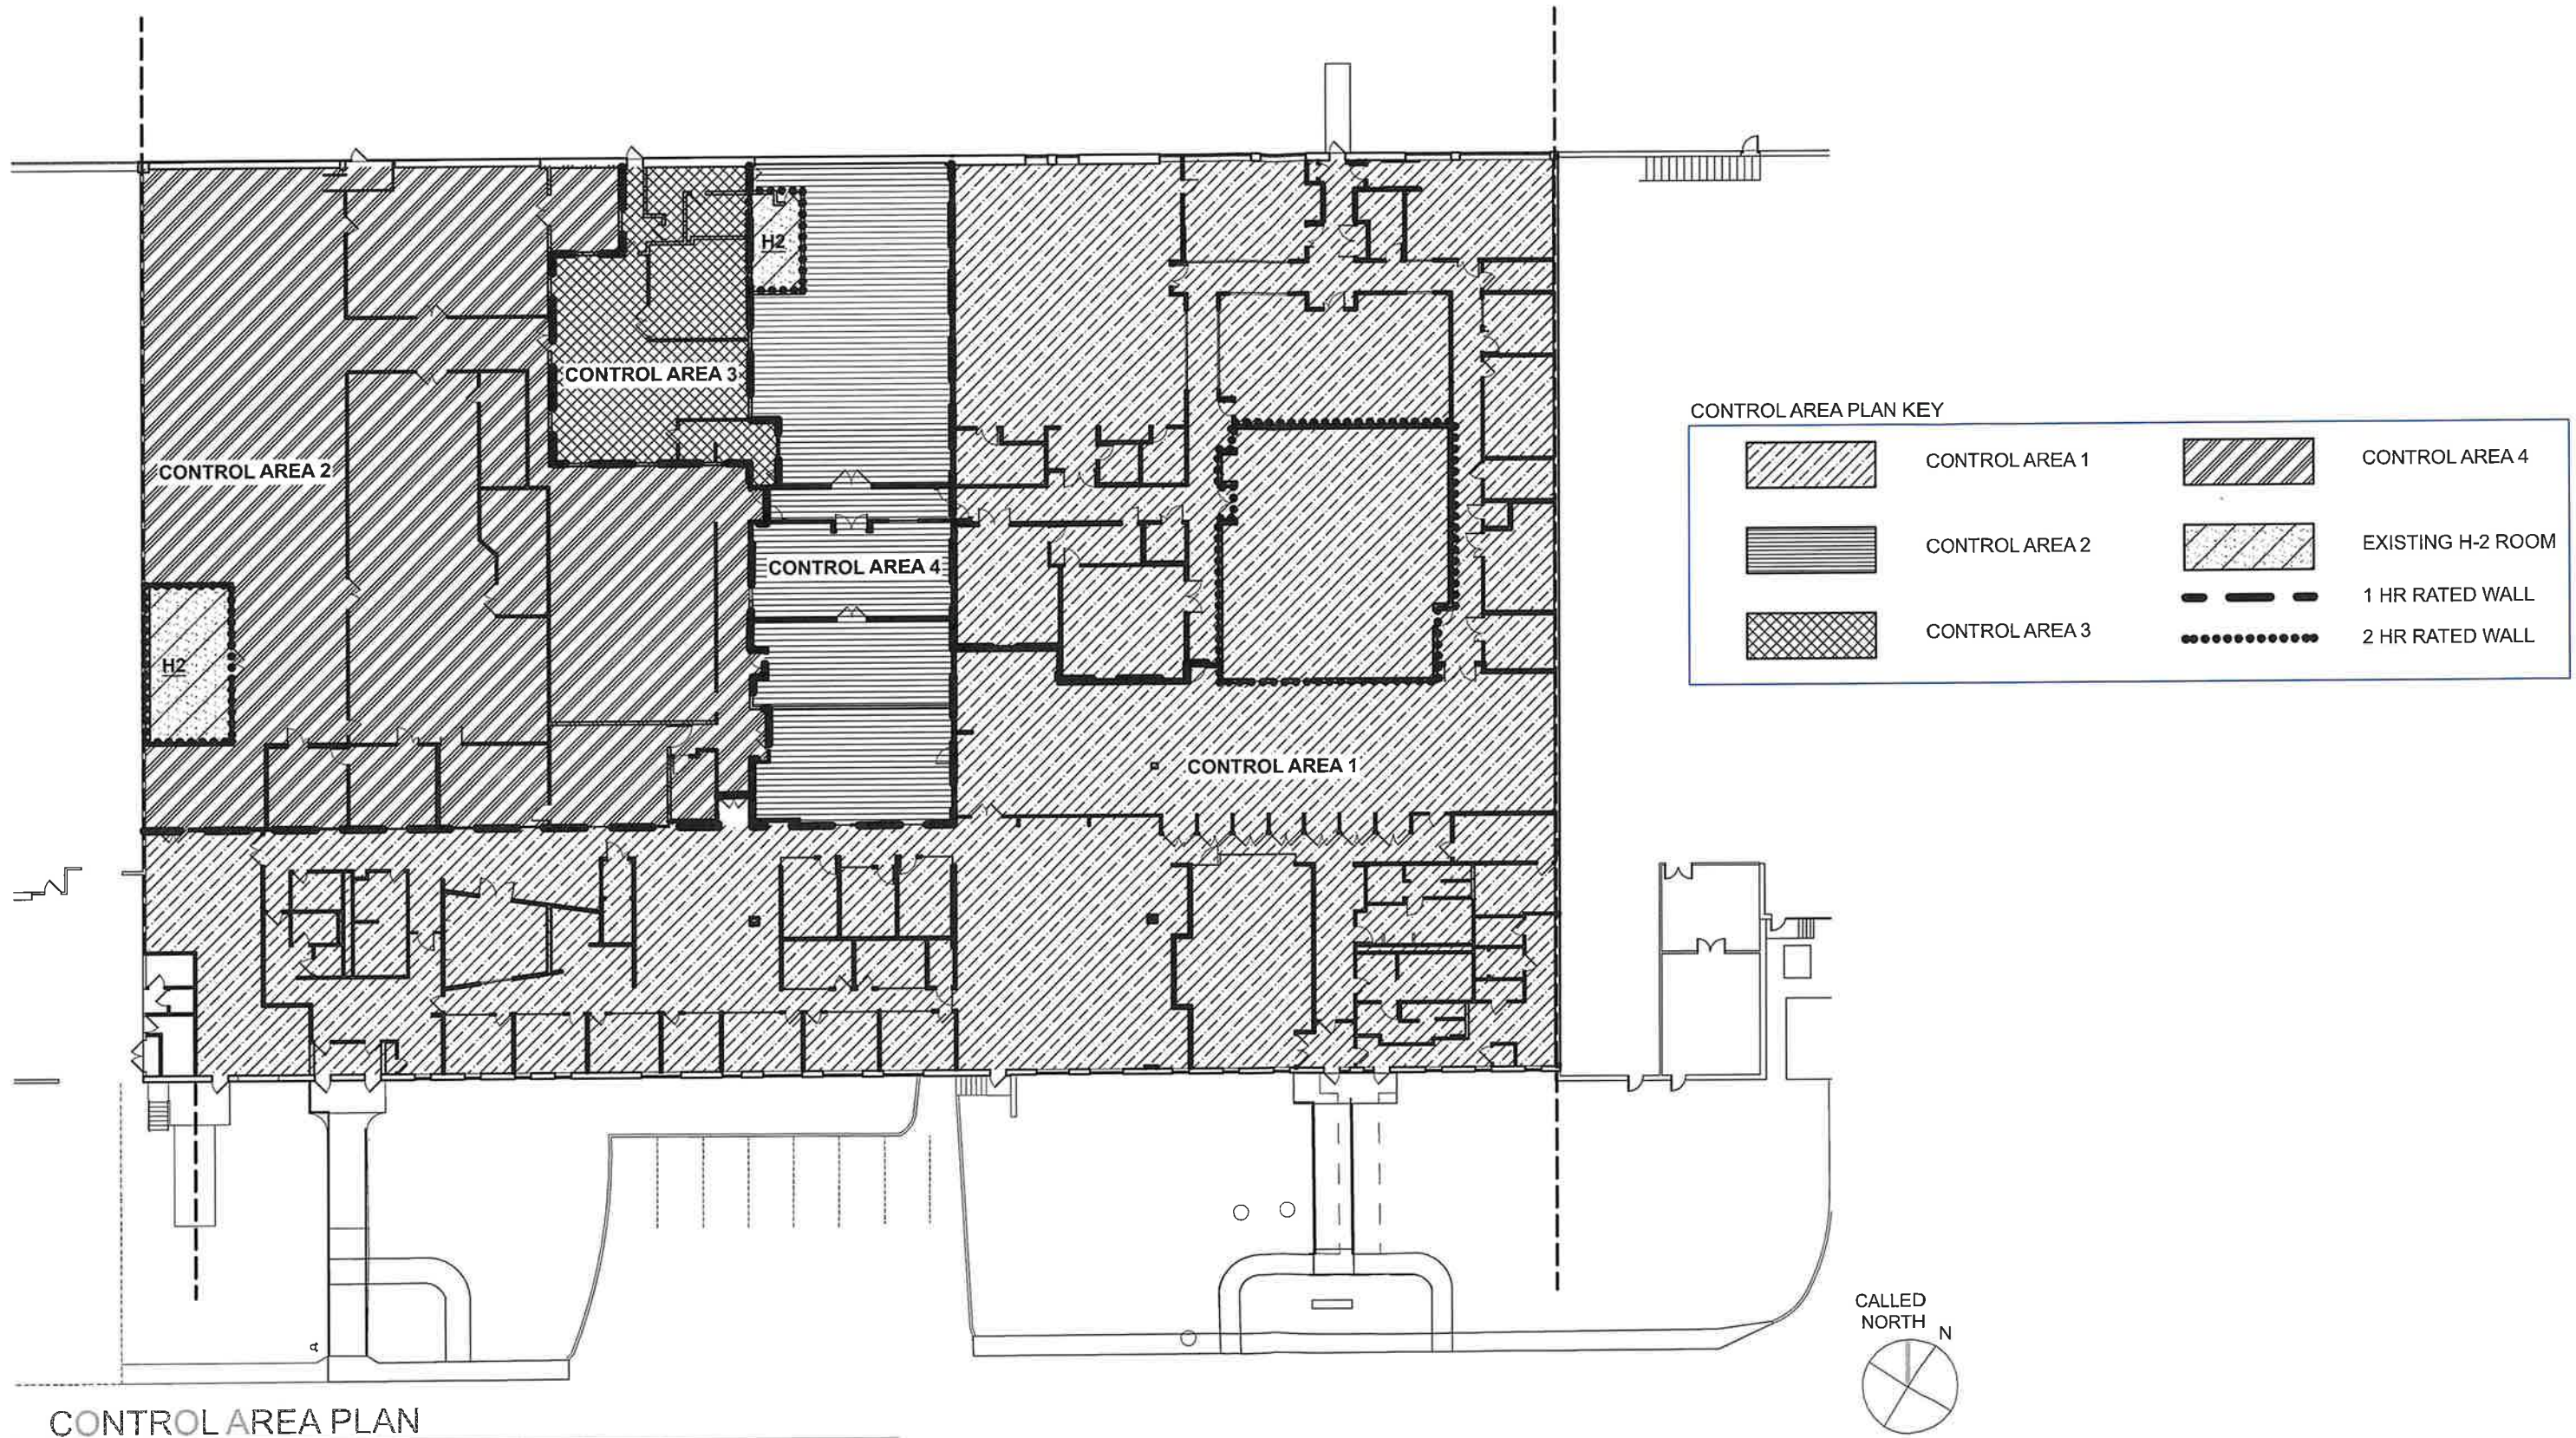 H2
CONTROL AREA 3
CONTROL AREA 2
CONTROL AREA 4
H2
CONTROL AREA 1
CONTROL AREA PLAN KEY
CONTROL AREA 1
CONTROL AREA 4
CONTROL AREA 2
EXISTING H-2 ROOM
1 HR RATED WALL
CONTROL AREA 3
2 HR RATED WALL
CALLED
NORTH
N
CONTROL AREA PLAN